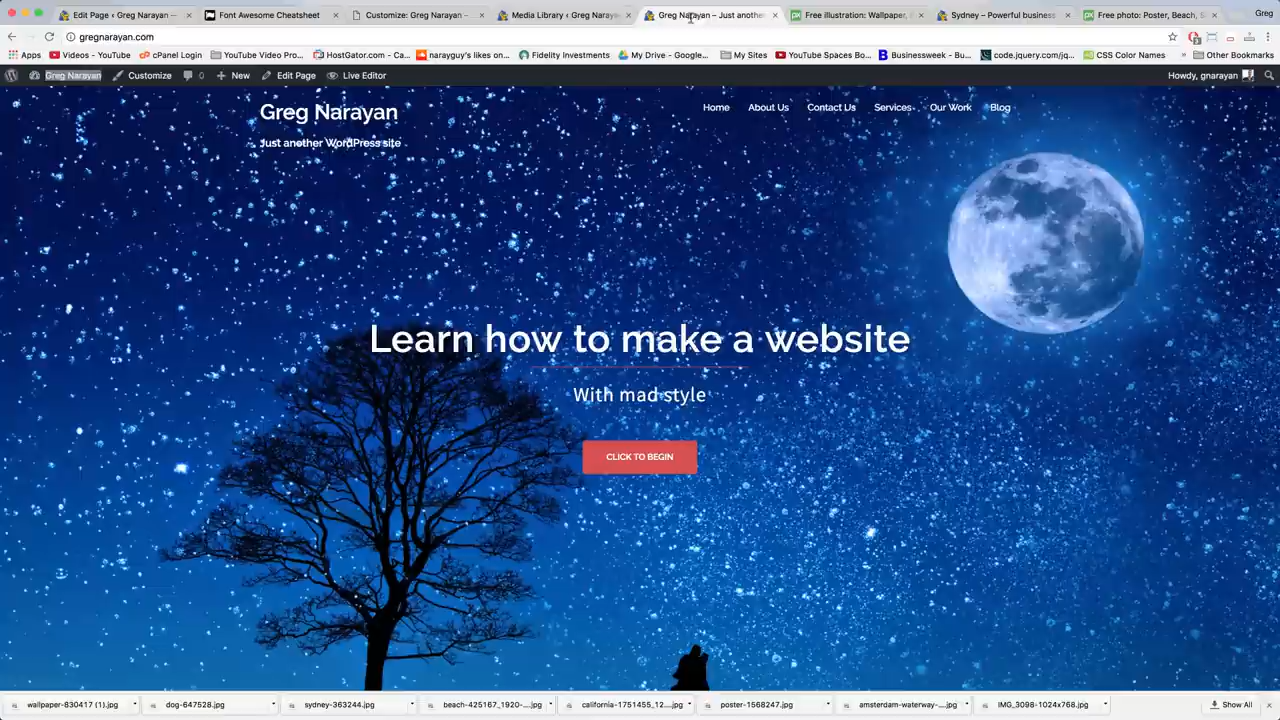 Edit Page ‹ Greg Narayan —
Font Awesome Cheatsheet
Customize: Greg Narayan –
Media Library ‹ Greg Narayan
Greg Narayan – Just another
Free illustration: Wallpaper,
Sydney – Powerful business
Free photo: Poster, Beach, S
Greg
gregnarayan.com
Apps
Videos - YouTube
cPanel Login
YouTube Video Pro...
HostGator.com
narayguy's likes on...
Fidelity Investments
My Drive - Google...
My Sites
YouTube Spaces Bo...
Businessweek - Bu...
code.jquery.com/jq...
CSS Color Names
»
Other Bookmarks
Greg Narayan
Customize
0
New
Edit Page
Live Editor
Howdy, gnarayan
Greg Narayan
Home
About Us
Contact Us
Services
Our Work
Blog
Just another WordPress site
Learn how to make a website
With mad style
CLICK TO BEGIN
wallpaper-830417 (1).jpg
dog-647528.jpg
sydney-363244.jpg
beach-425167_1920-....jpg
california-1751455_12....jpg
poster-1568247.jpg
amsterdam-waterway-....jpg
IMG_3098-1024x768.jpg
Show All